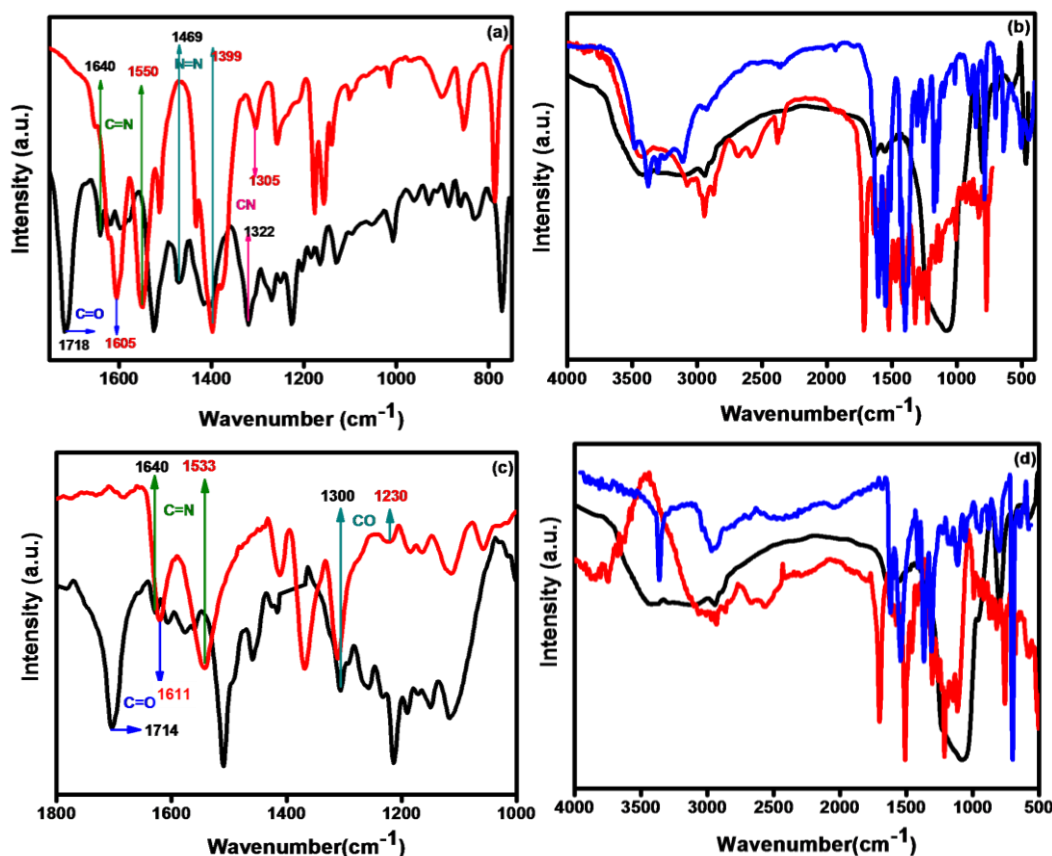 (a)
1469
1640
1550
N=N
1399
C=N
1305
CN
1322
C=O
1718
1605
Intensity (a.u.)
1600 1400 1200 1000 800
Wavenumber (cm-1)
(b)
Intensity (a.u.)
4000 3500 3000 2500 2000 1500 1000 500
Wavenumber(cm-1)
(c)
1640 1533
C=N
1300 1230
CO
C=O 1611
1714
Intensity (a.u.)
1800 1600 1400 1200 1000
Wavenumber(cm-1)
(d)
Intensity (a.u.)
4000 3500 3000 2500 2000 1500 1000 500
Wavenumber(cm-1)